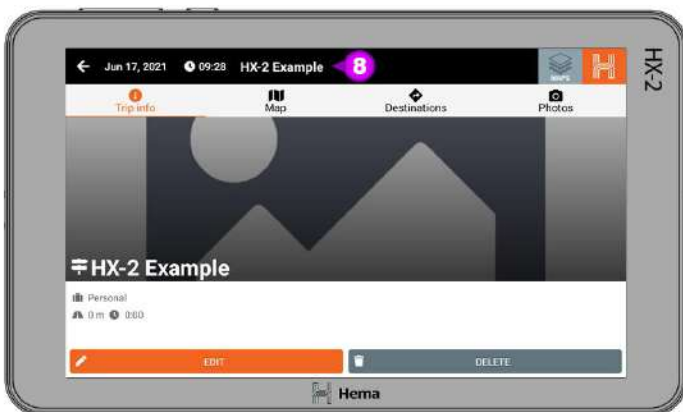 Jun 17, 2021 09:28 HX-2 Example 8
MAPS
HX-2
Trip info Map Destinations Photos
HX-2 Example
Personal
0 m 0:00
EDIT DELETE
Hema